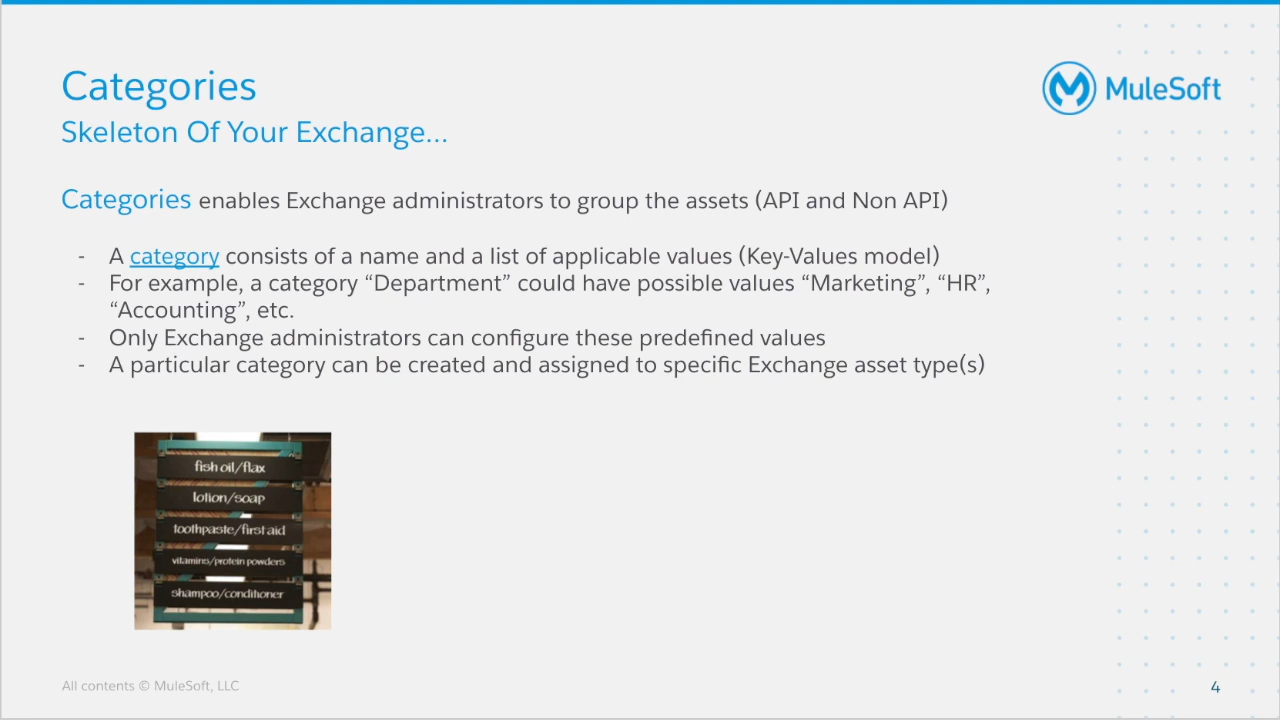 Categories
MuleSoft
Skeleton Of Your Exchange...
Categories enables Exchange administrators to group the assets (API and Non API)
- A category consists of a name and a list of applicable values (Key-Values model)
- For example, a category “Department” could have possible values “Marketing”, “HR”,
“Accounting”, etc.
- Only Exchange administrators can configure these predefined values
- A particular category can be created and assigned to specific Exchange asset type(s)
fish oil/flax
lotion/soap
toothpaste/first aid
vitamins/protein powders
shampoo/conditioner
All contents © MuleSoft, LLC
4